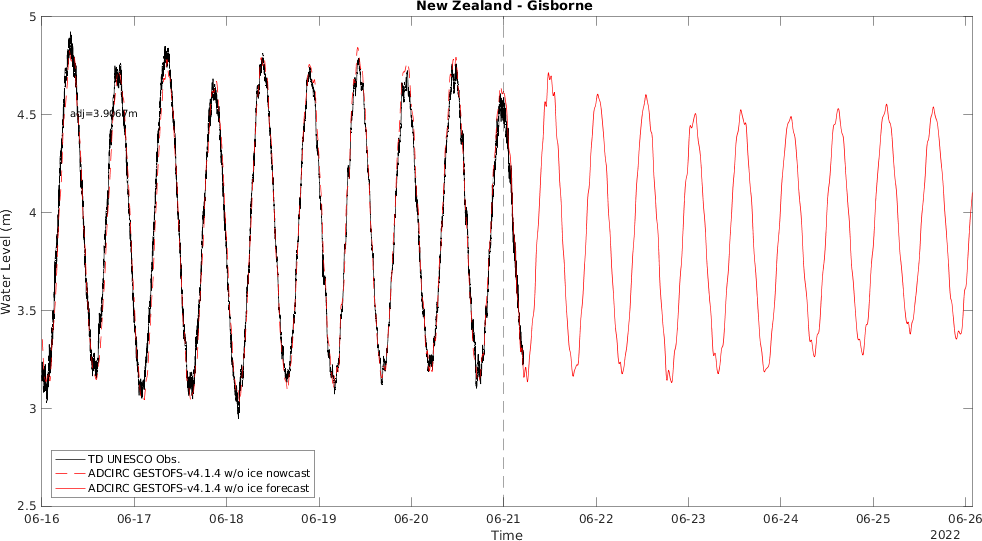 New Zealand - Gisborne
Water Level (m)
5
4.5
4
3.5
3
2.5
adj=3.9067m
TD UNESCO Obs.
ADCIRC GESTOFS-v4.1.4 w/o ice nowcast
ADCIRC GESTOFS-v4.1.4 w/o ice forecast
06-16 06-17 06-18 06-19 06-20 06-21 06-22 06-23 06-24 06-25 06-26
Time
2022